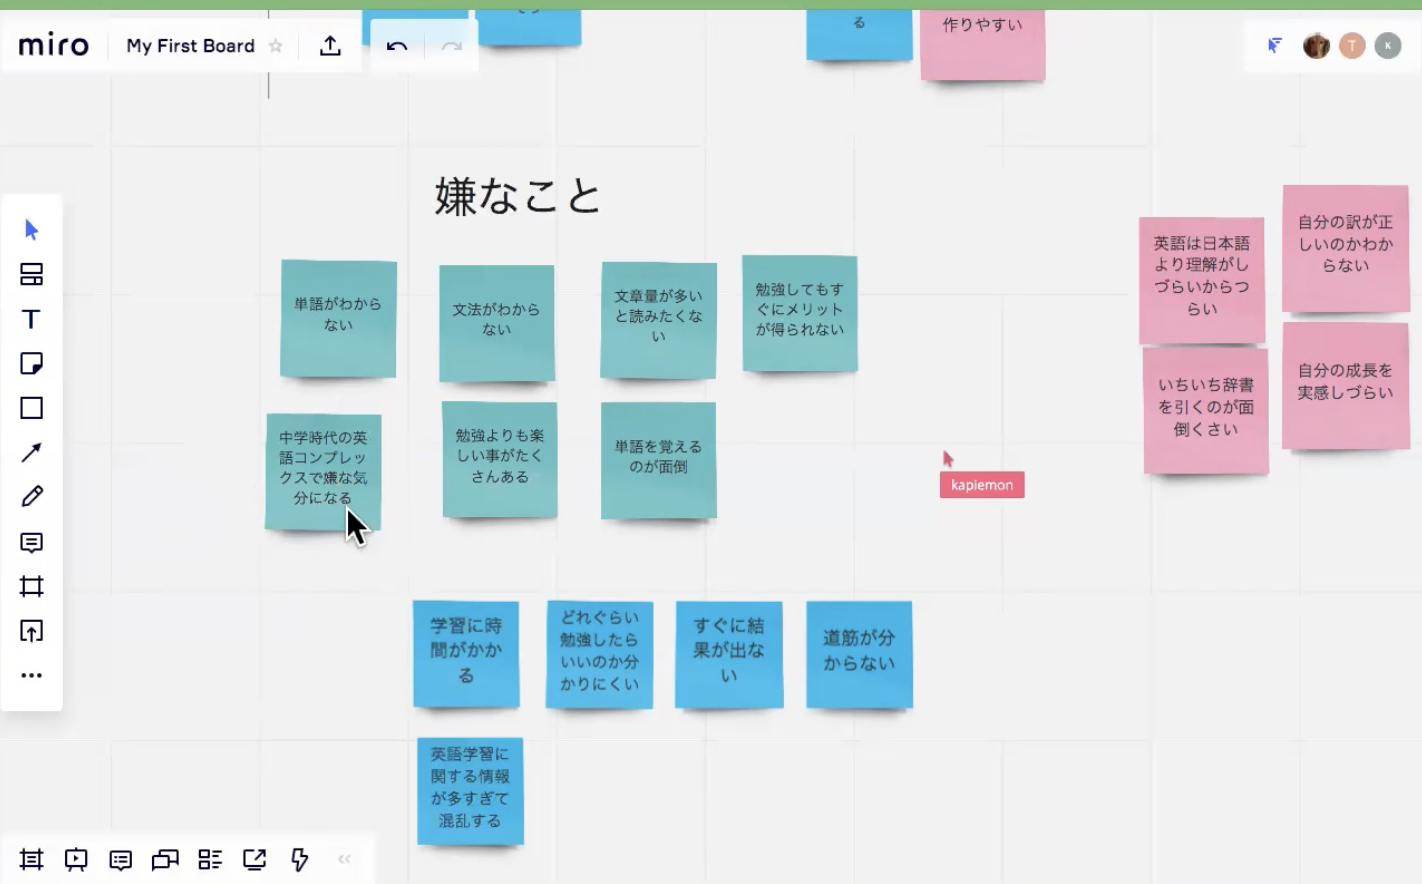 る
作りやすい
miro
My First Board
T
K
嫌なこと
単語がわから
ない
文法がわから
ない
文章量が多い
と読みたくな
い
勉強してもす
ぐにメリット
が得られない
中学時代の英
語コンプレッ
クスで嫌な気
分になる
勉強よりも楽
しい事がたく
さんある
単語を覚える
のが面倒
英語は日本語
より理解がし
づらいからつ
らい
自分の訳が正
しいのかわか
らない
いちいち辞書
を引くのが面
倒くさい
自分の成長を
実感しづらい
kaplemon
学習に時
間がかか
る
どれぐらい
勉強したら
いいのか分
かりにくい
すぐに結
果が出な
い
道筋が分
からない
英語学習に
関する情報
が多すぎて
混乱する